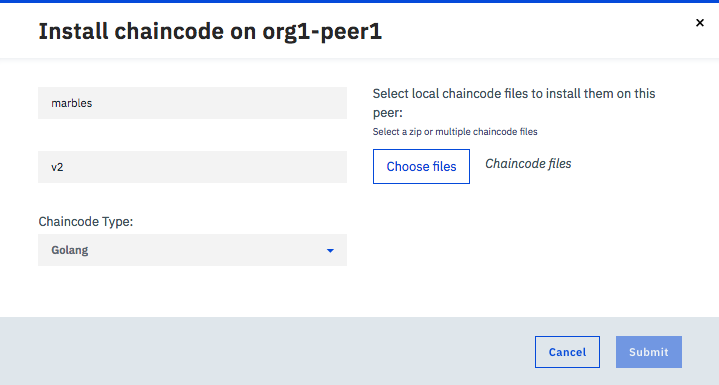 Install chaincode on org1-peer1
×
marbles
v2
Chaincode Type:
Golang
Select local chaincode files to install them on this
peer:
Select a zip or multiple chaincode files
Choose files
Chaincode files
Cancel
Submit